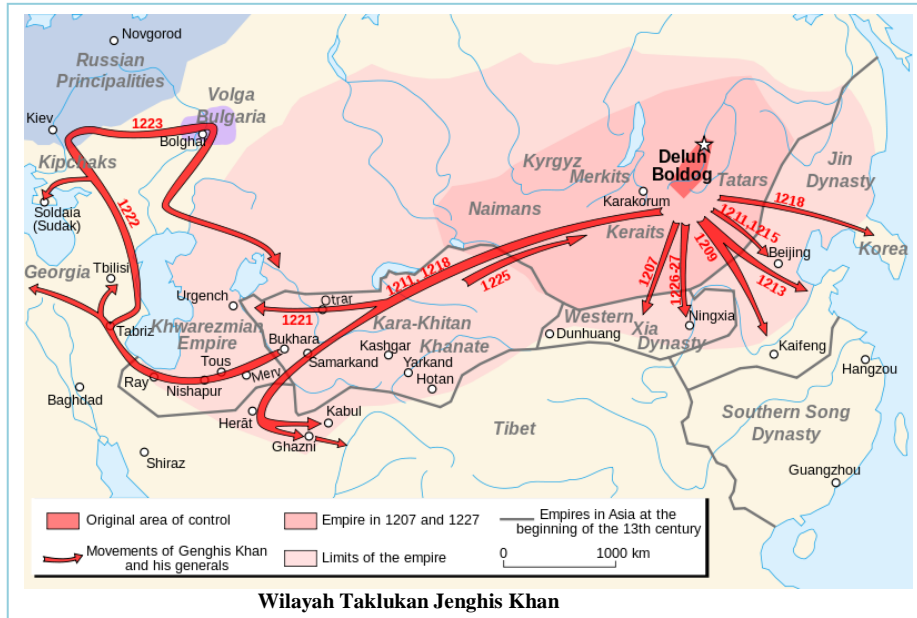 Novgorod
Russian
Principalities
Volga
Bulgaria
Kiev
1223
Bolghar
Kipchaks
Soldaia
(Sudak)
1222
Georgia
Tbilisi
Tabriz
Urgench
Khwarezmian
Empire
1221
Otrar
1211, 1218
1225
Kyrgyz
Merkits
Naimans
Delun
Boldog
Karakorum
Tatars
Keraits
Jin
Dynasty
1218
1211,1215
1209
1213
1207
1226-27
Beijing
Korea
Kara-Khitan
Khanate
Bukhara
Samarkand
Kashgar
Yarkand
Hotan
Western
Xia
Dynasty
Dunhuang
Ningxia
Kaifeng
Hangzou
Ray
Nishapur
Tous
Merv
Herāt
Kabul
Ghazni
Baghdad
Shiraz
Tibet
Southern Song
Dynasty
Guangzhou
Original area of control
Movements of Genghis Khan
and his generals
Empire in 1207 and 1227
Limits of the empire
Empires in Asia at the
beginning of the 13th century
0 1000 km
Wilayah Taklukan Jenghis Khan